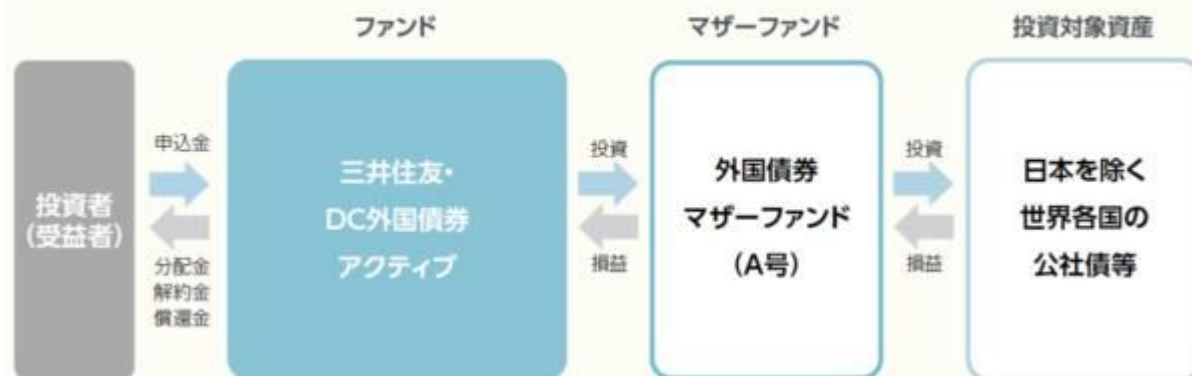 ファンド
マザーファンド
投資対象資産
投資者
(受益者)
申込金
分配金
解約金
償還金
三井住友・
DC外国債券
アクティブ
投資
損益
外国債券
マザーファンド
(A号)
投資
損益
日本を除く
世界各国の
公社債等